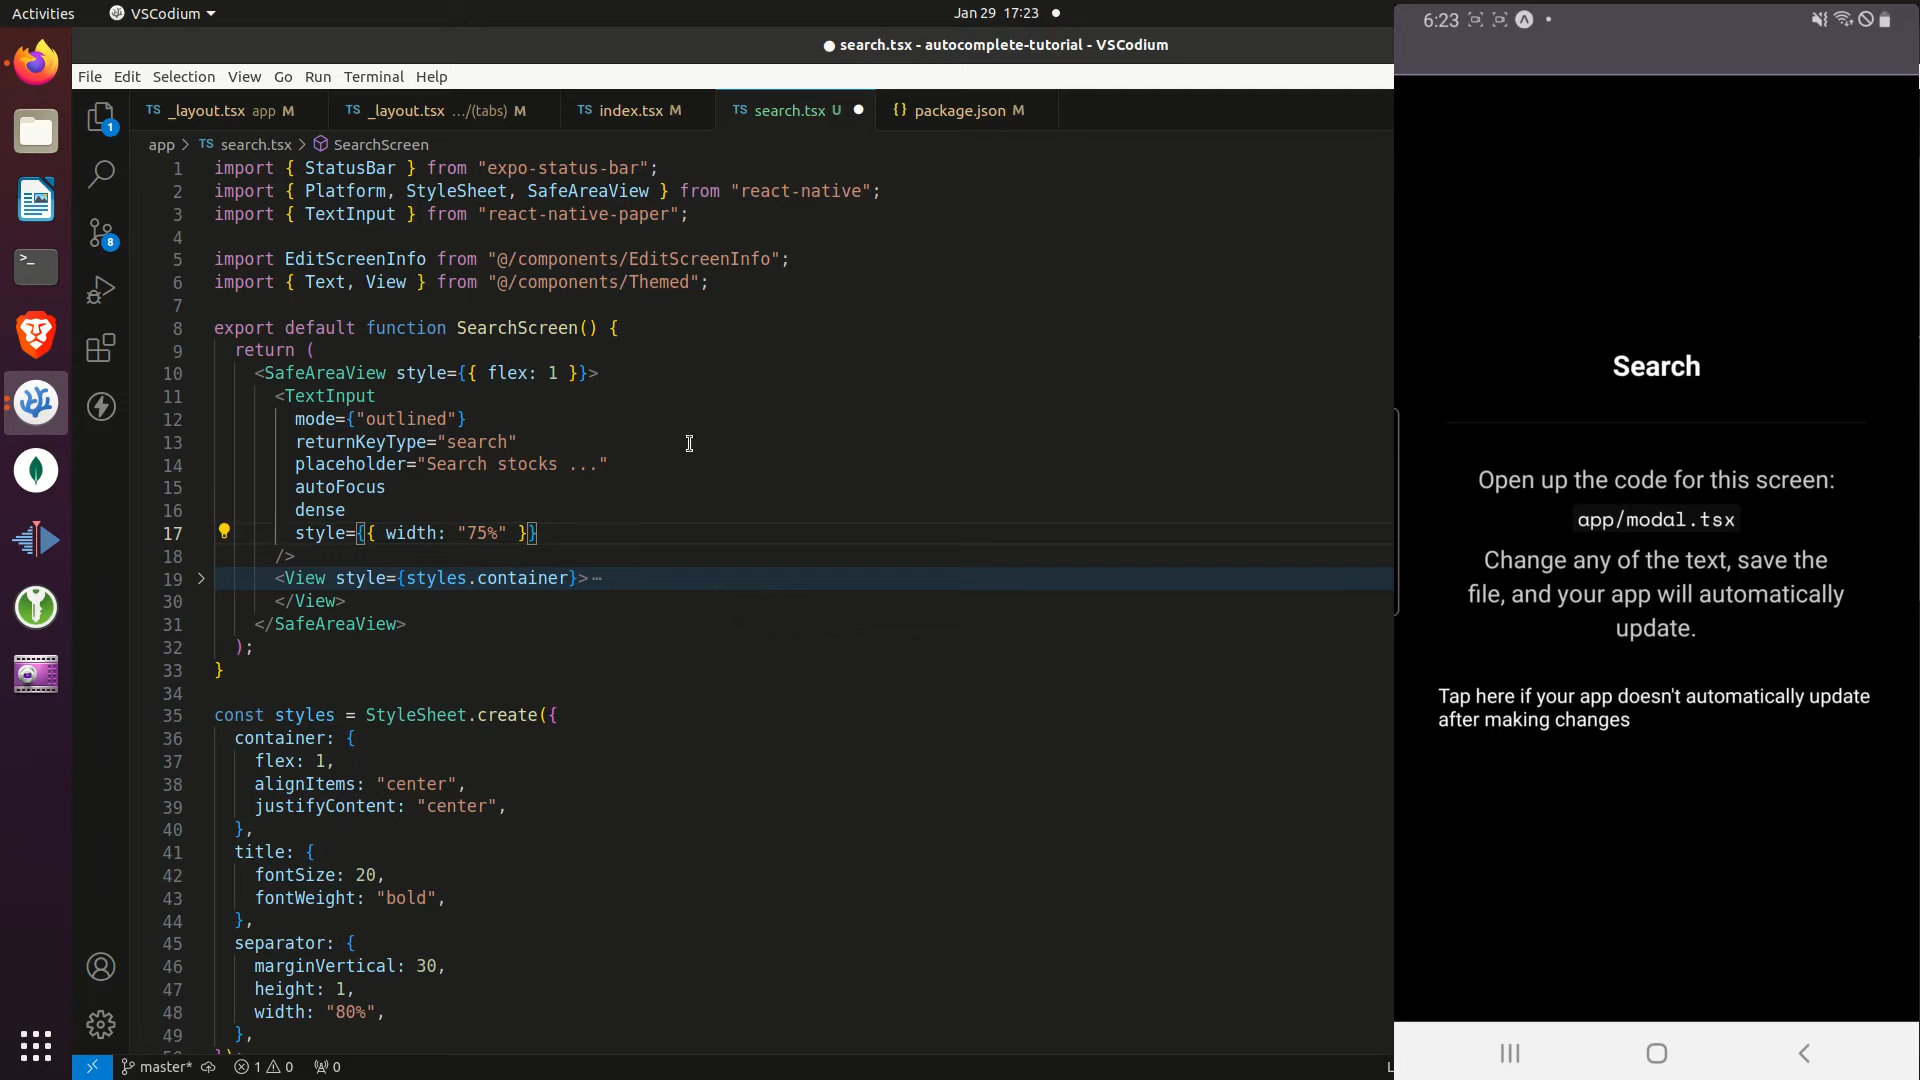 Activities
VSCodium
Jan 29 17:23
search.tsx - autocomplete-tutorial - VSCodium
File Edit Selection View Go Run Terminal Help
TS _layout.tsx app M
TS _layout.tsx .../(tabs) M
TS index.tsx M
TS search.tsx U
{} package.json M
app > TS search.tsx > SearchScreen
1 import { StatusBar } from "expo-status-bar";
2 import { Platform, StyleSheet, SafeAreaView } from "react-native";
3 import { TextInput } from "react-native-paper";
4
5 import EditScreenInfo from "@/components/EditScreenInfo";
6 import { Text, View } from "@/components/Themed";
7
8 export default function SearchScreen() {
9 return (
10 <SafeAreaView style={{ flex: 1 }}>
11 <TextInput
12 mode={"outlined"}
13 returnKeyType="search"
14 placeholder="Search stocks ..."
15 autoFocus
16 dense
17 style={{ width: "75%" }}
18 />
19 <View style={styles.container}>⋯
30 </View>
31 </SafeAreaView>
32 );
33 }
34
35 const styles = StyleSheet.create({
36 container: {
37 flex: 1,
38 alignItems: "center",
39 justifyContent: "center",
40 },
41 title: {
42 fontSize: 20,
43 fontWeight: "bold",
44 },
45 separator: {
46 marginVertical: 30,
47 height: 1,
48 width: "80%",
49 },
1
8
master*
1 0
0
6:23
Search
Open up the code for this screen:
app/modal.tsx
Change any of the text, save the
file, and your app will automatically
update.
Tap here if your app doesn't automatically update
after making changes